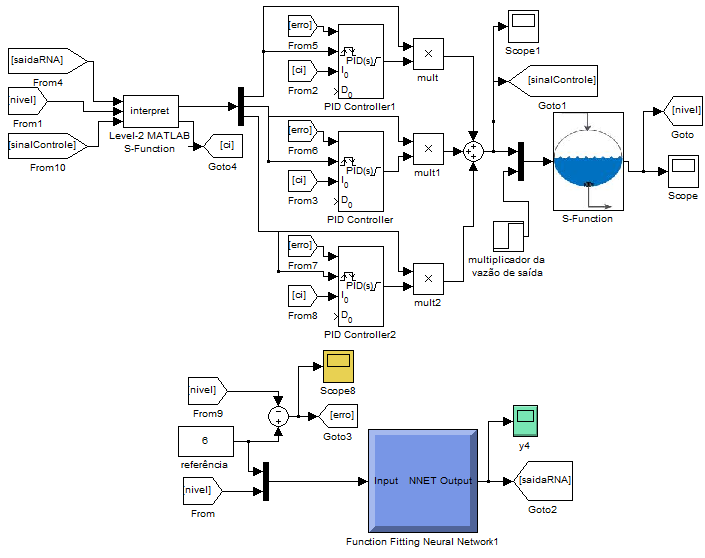 [erro]
From5
[ci]
From2
PID(s)
I0
D0
PID Controller1
mult
Scope1
[saidaRNA]
From4
[nivel]
From1
[sinalControle]
From10
interpret
Level-2 MATLAB
S-Function
[ci]
Goto4
[erro]
From6
[ci]
From3
PID(s)
I0
D0
PID Controller
mult1
[sinalControle]
Goto1
S-Function
[nivel]
Goto
Scope
multiplicador da
vazão de saída
[erro]
From7
[ci]
From8
PID(s)
I0
D0
PID Controller2
mult2
Scope8
[nivel]
From9
[erro]
Goto3
6
referência
[nivel]
From
Input
NNET Output
Function Fitting Neural Network1
y4
[saidaRNA]
Goto2